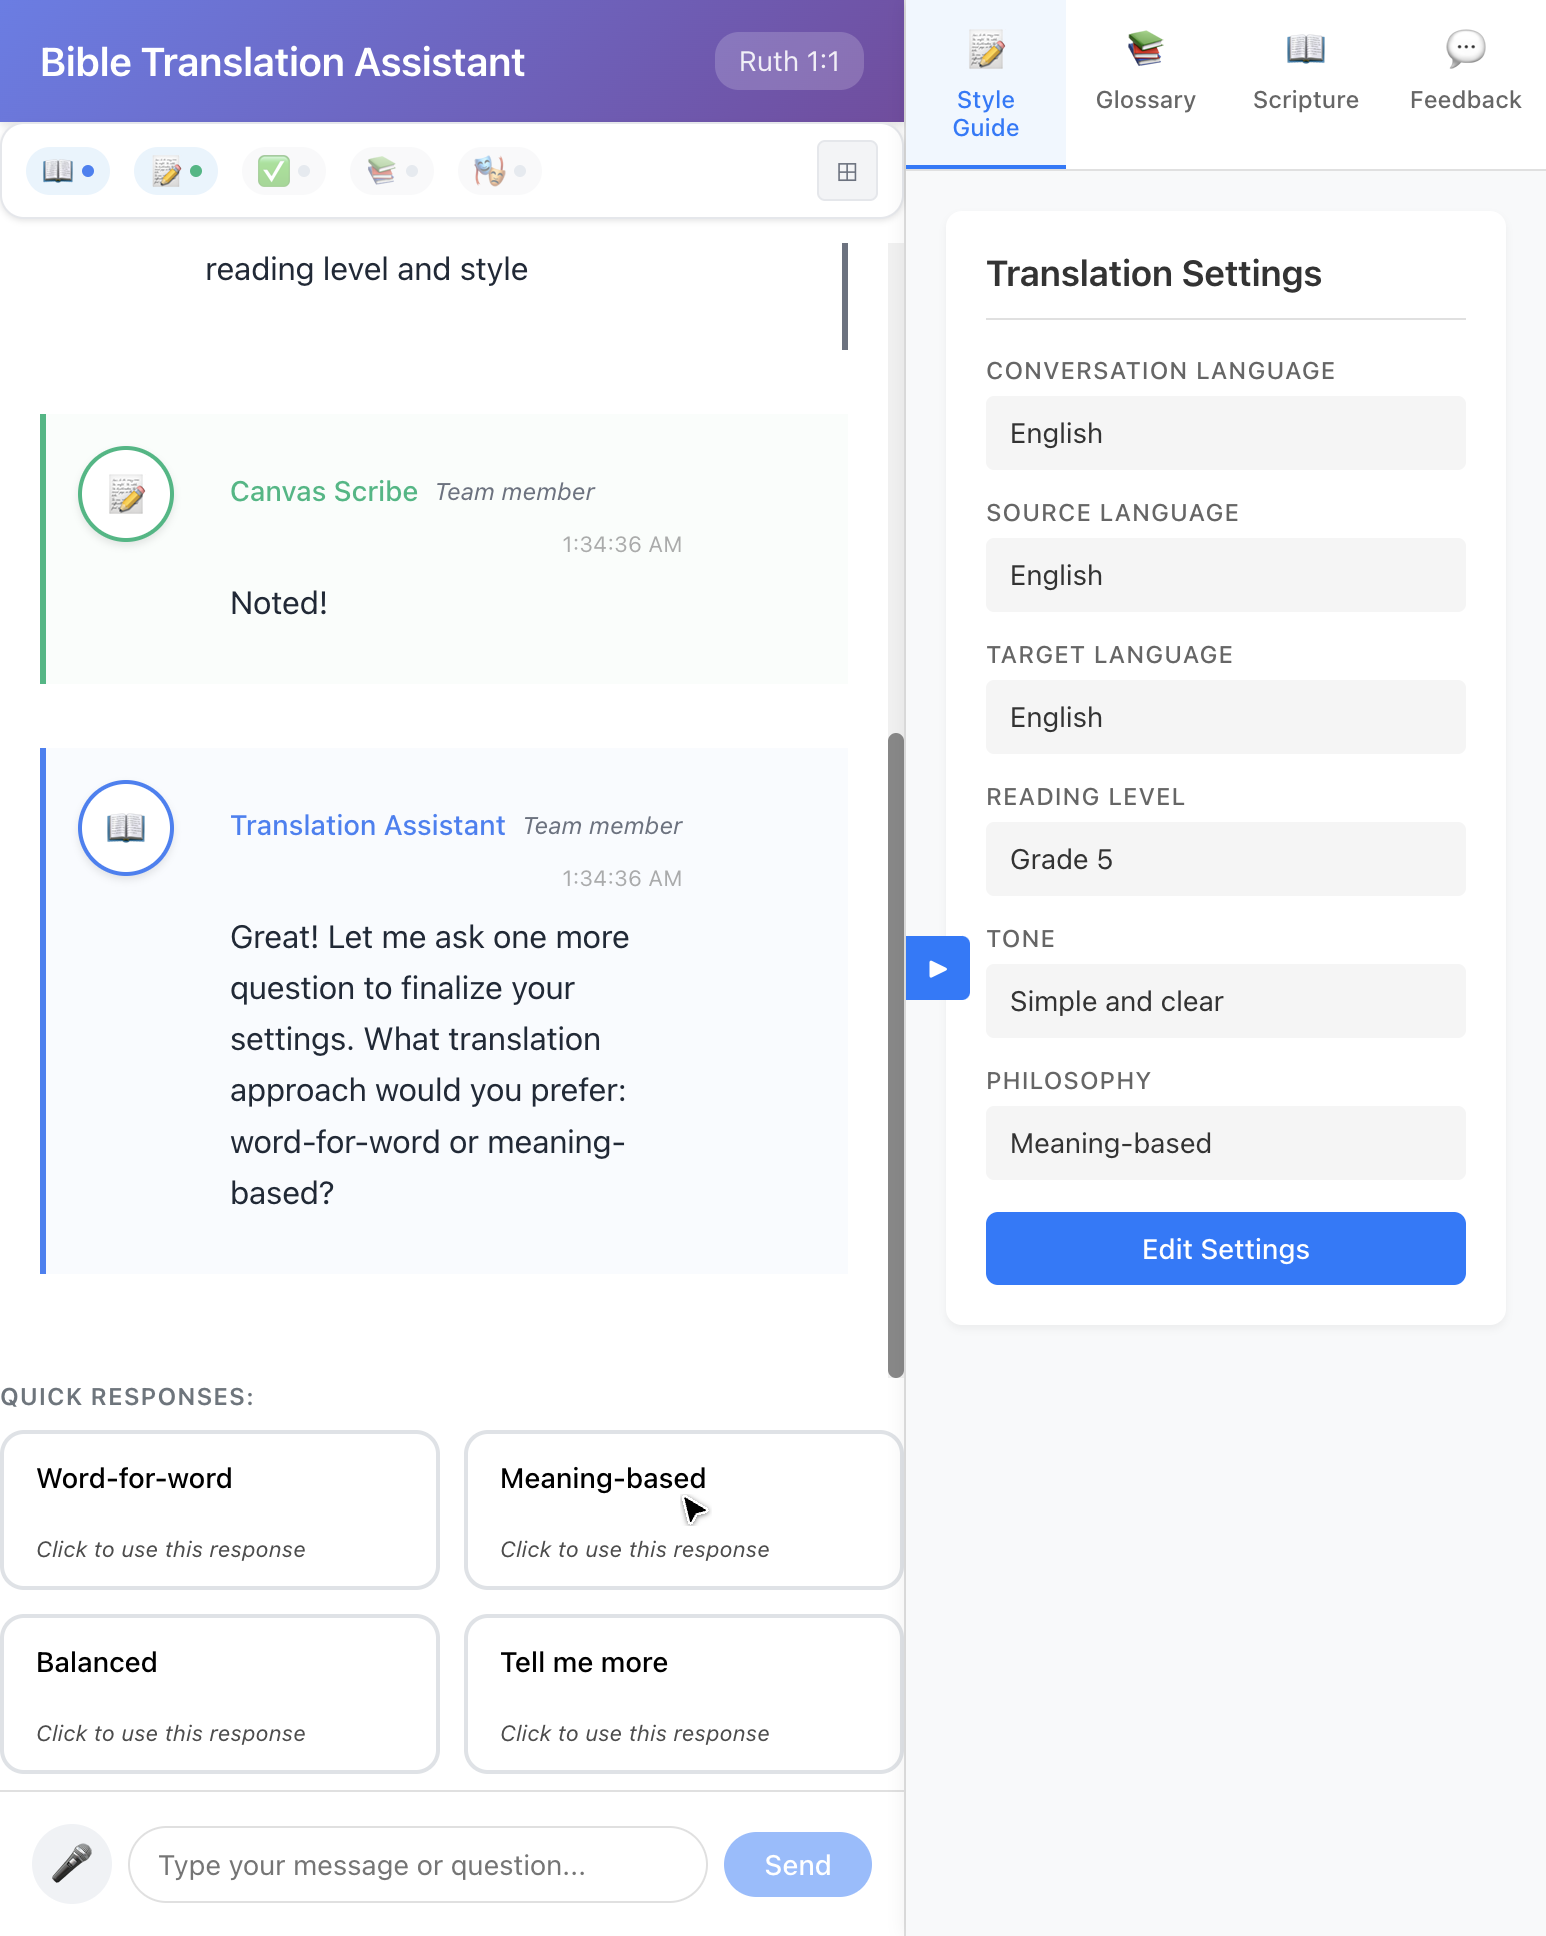 Bible Translation Assistant
Ruth 1:1
Style
Guide
Glossary
Scripture
Feedback
reading level and style
Canvas Scribe Team member
1:34:36 AM
Noted!
Translation Assistant Team member
1:34:36 AM
Great! Let me ask one more
question to finalize your
settings. What translation
approach would you prefer:
word-for-word or meaning-
based?
QUICK RESPONSES:
Word-for-word
Click to use this response
Meaning-based
Click to use this response
Balanced
Click to use this response
Tell me more
Click to use this response
Type your message or question...
Send
Translation Settings
CONVERSATION LANGUAGE
English
SOURCE LANGUAGE
English
TARGET LANGUAGE
English
READING LEVEL
Grade 5
TONE
Simple and clear
PHILOSOPHY
Meaning-based
Edit Settings